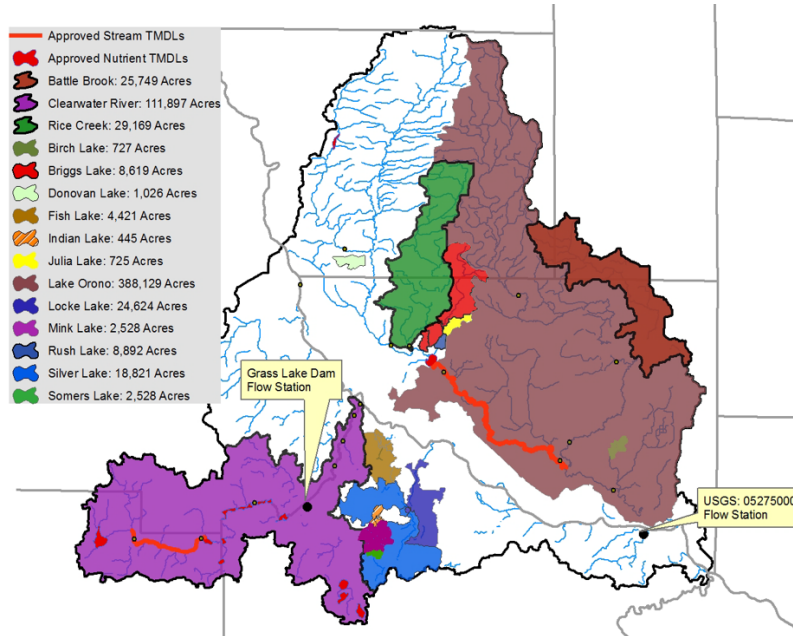 Approved Stream TMDLs
Approved Nutrient TMDLs
Battle Brook: 25,749 Acres
Clearwater River: 111,897 Acres
Rice Creek: 29,169 Acres
Birch Lake: 727 Acres
Briggs Lake: 8,619 Acres
Donovan Lake: 1,026 Acres
Fish Lake: 4,421 Acres
Indian Lake: 445 Acres
Julia Lake: 725 Acres
Lake Orono: 388,129 Acres
Locke Lake: 24,624 Acres
Mink Lake: 2,528 Acres
Rush Lake: 8,892 Acres
Silver Lake: 18,821 Acres
Somers Lake: 2,528 Acres
Grass Lake Dam
Flow Station
USGS: 05275000
Flow Station